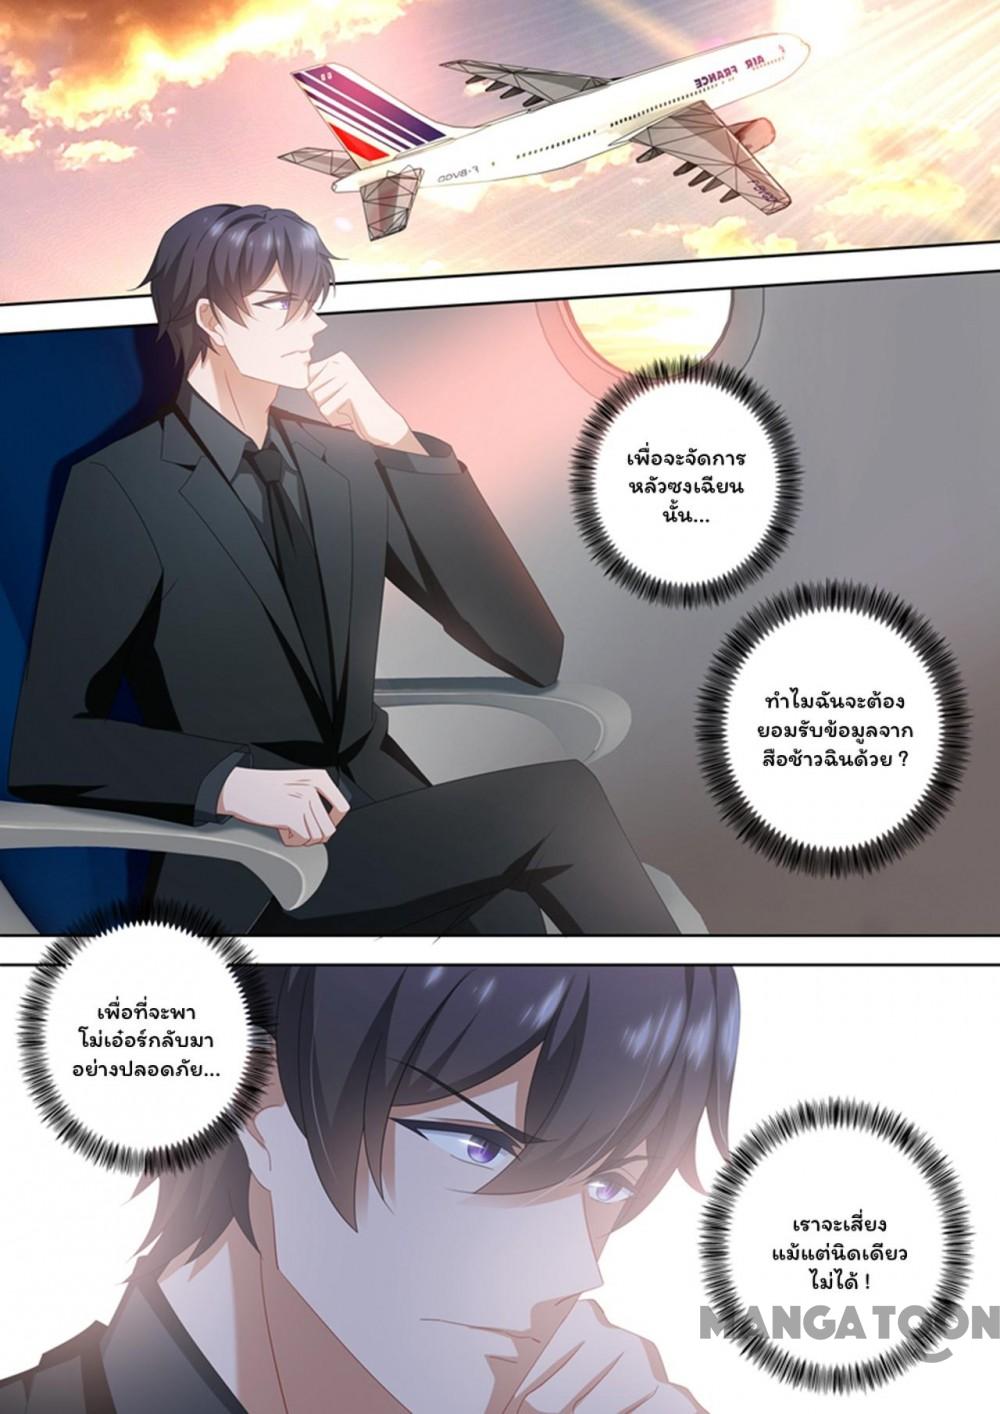 AIR FRANCE
F-BVGG
เพื่อจะจัดการ
หลัวซงเฉียน
นั้น...
ทำไมฉันจะต้อง
ยอมรับข้อมูลจาก
สือช้าวฉินด้วย ?
เพื่อที่จะพา
โม่เอ๋อร์กลับมา
อย่างปลอดภัย...
เราจะเสี่ยง
แม้แต่นิดเดียว
ไม่ได้ !
MANGATOON